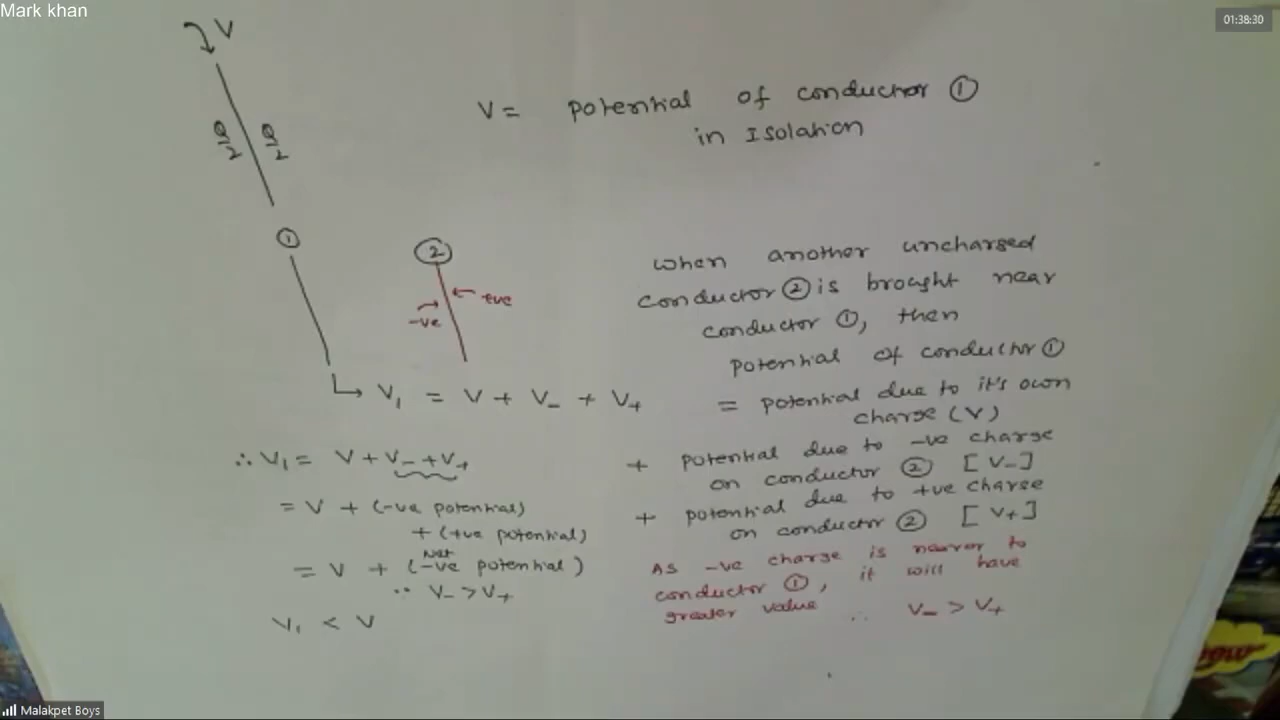 Mark khan
01:38:30
V
Q/2 Q/2
V = potential of conductor ①
in Isolation
①
②
-ve
+ve
when another uncharged
conductor ② is brought near
conductor ①, then
potential of conductor ①
= potential due to it's own
charge (V)
+ potential due to -ve charge
on conductor ② [V₋]
+ potential due to +ve charge
on conductor ② [V₊]
As -ve charge is nearer to
conductor ①, it will have
greater value ∴ V₋ > V₊
V₁ = V + V₋ + V₊
∴ V₁ = V + V₋ + V₊
= V + (-ve potential)
+ (+ve potential)
= V + (Net -ve potential)
∵ V₋ > V₊
V₁ < V
Malakpet Boys